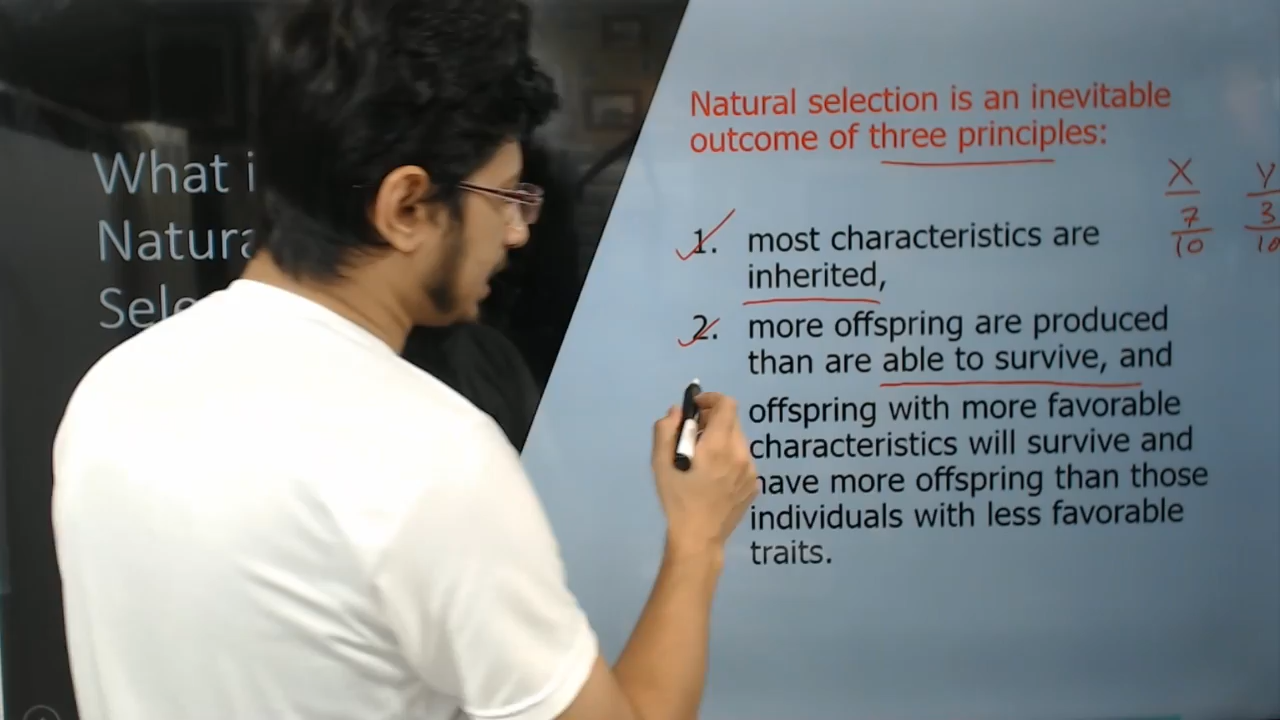 What i
Natura
Sele
Natural selection is an inevitable
outcome of three principles:
1. most characteristics are
inherited,
2. more offspring are produced
than are able to survive, and
offspring with more favorable
characteristics will survive and
have more offspring than those
individuals with less favorable
traits.
X Y
7 3
10 10